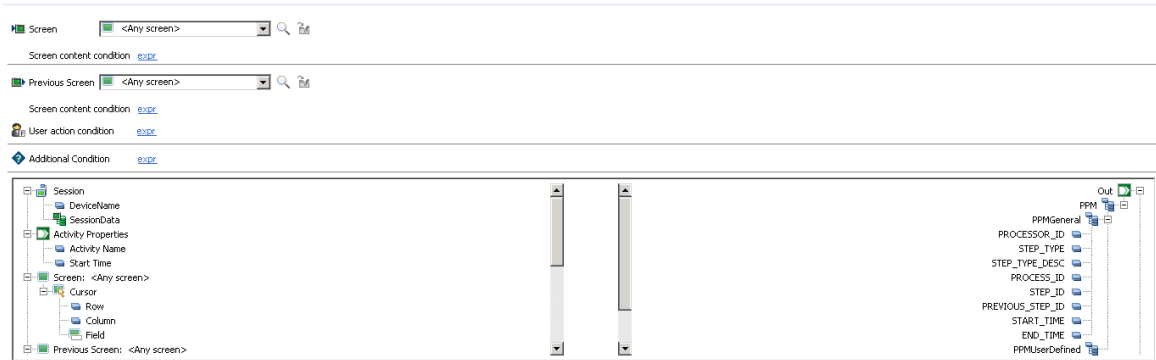 Screen <Any screen>
Screen content condition expr
Previous Screen <Any screen>
Screen content condition expr
User action condition expr
Additional Condition expr
Session
DeviceName
SessionData
Activity Properties
Activity Name
Start Time
Screen: <Any screen>
Cursor
Row
Column
Field
Previous Screen: <Any screen>
Out
PPM
PPMGeneral
PROCESSOR_ID
STEP_TYPE
STEP_TYPE_DESC
PROCESS_ID
STEP_ID
PREVIOUS_STEP_ID
START_TIME
END_TIME
PPMUserDefined